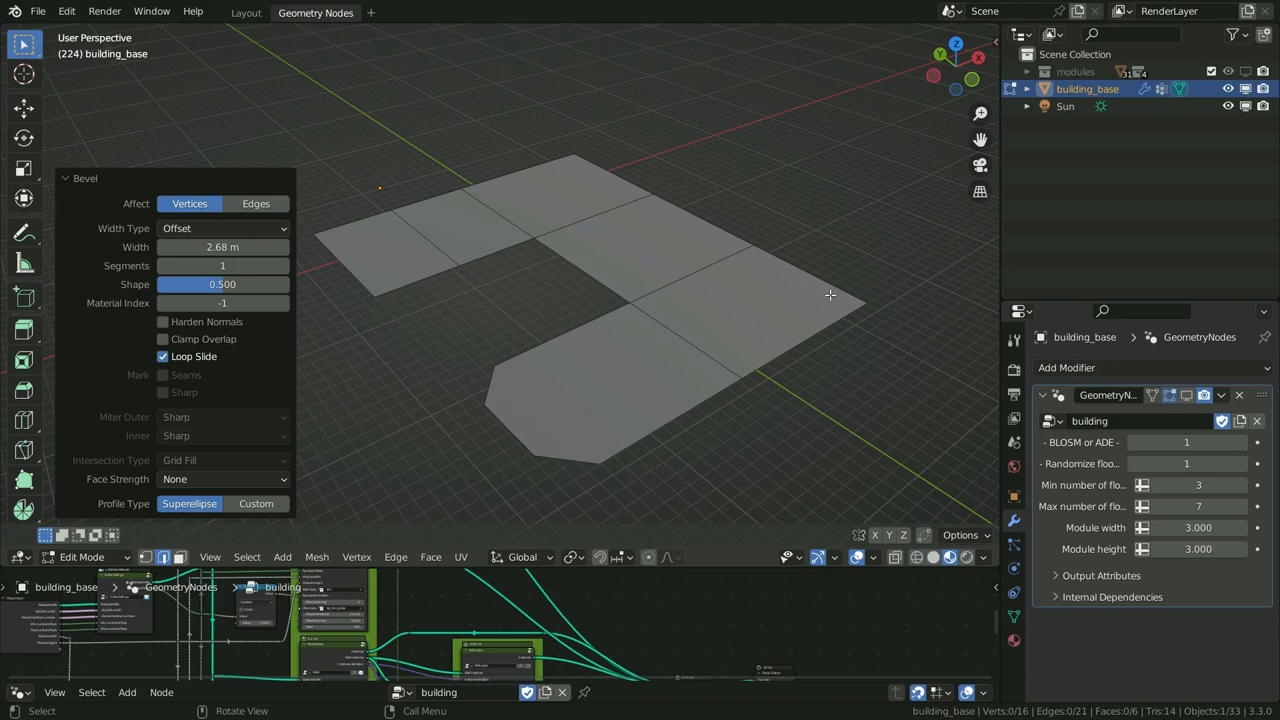 File Edit Render Window Help Layout Geometry Nodes + Scene RenderLayer
User Perspective
(224) building_base
Z
Y
X
Bevel
Affect Vertices Edges
Width Type Offset
Width 2.68 m
Segments 1
Shape 0.500
Material Index -1
Harden Normals
Clamp Overlap
Loop Slide
Mark Seams
Sharp
Miter Outer Sharp
Inner Sharp
Intersection Type Grid Fill
Face Strength None
Profile Type Superellipse Custom
Scene Collection
modules 31 4
building_base
Sun
building_base > GeometryNodes
Add Modifier
GeometryN...
building
- BLOSM or ADE - 1
- Randomize floo... 1
Min number of flo... 3
Max number of flo... 7
Module width 3.000
Module height 3.000
Output Attributes
Internal Dependencies
X Y Z Options
Edit Mode View Select Add Mesh Vertex Edge Face UV Global
building_base > GeometryNodes > building
View Select Add Node building
Select Rotate View Call Menu building_base | Verts:0/16 | Edges:0/21 | Faces:0/6 | Tris:14 | Objects:1/33 | 3.3.0